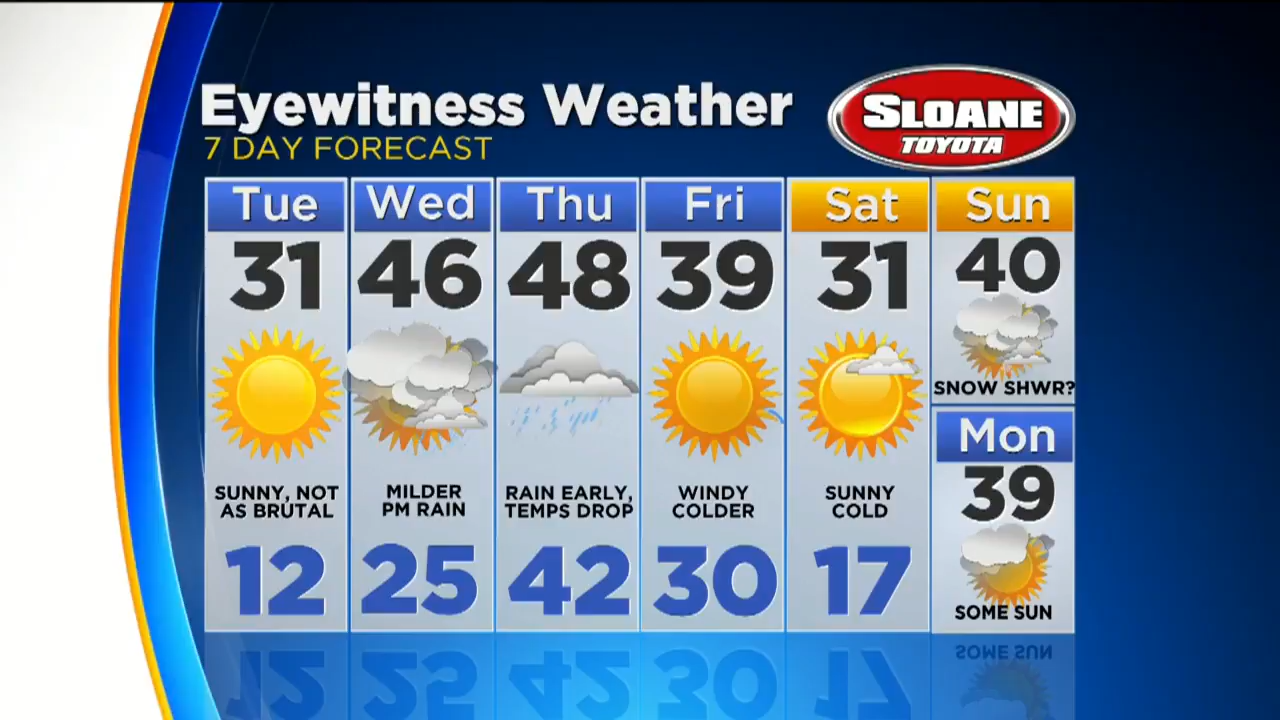 Eyewitness Weather
7 DAY FORECAST
SLOANE
TOYOTA
Tue
31
SUNNY, NOT
AS BRUTAL
12
Wed
46
MILDER
PM RAIN
25
Thu
48
RAIN EARLY,
TEMPS DROP
42
Fri
39
WINDY
COLDER
30
Sat
31
SUNNY
COLD
17
Sun
40
SNOW SHWR?
Mon
39
SOME SUN